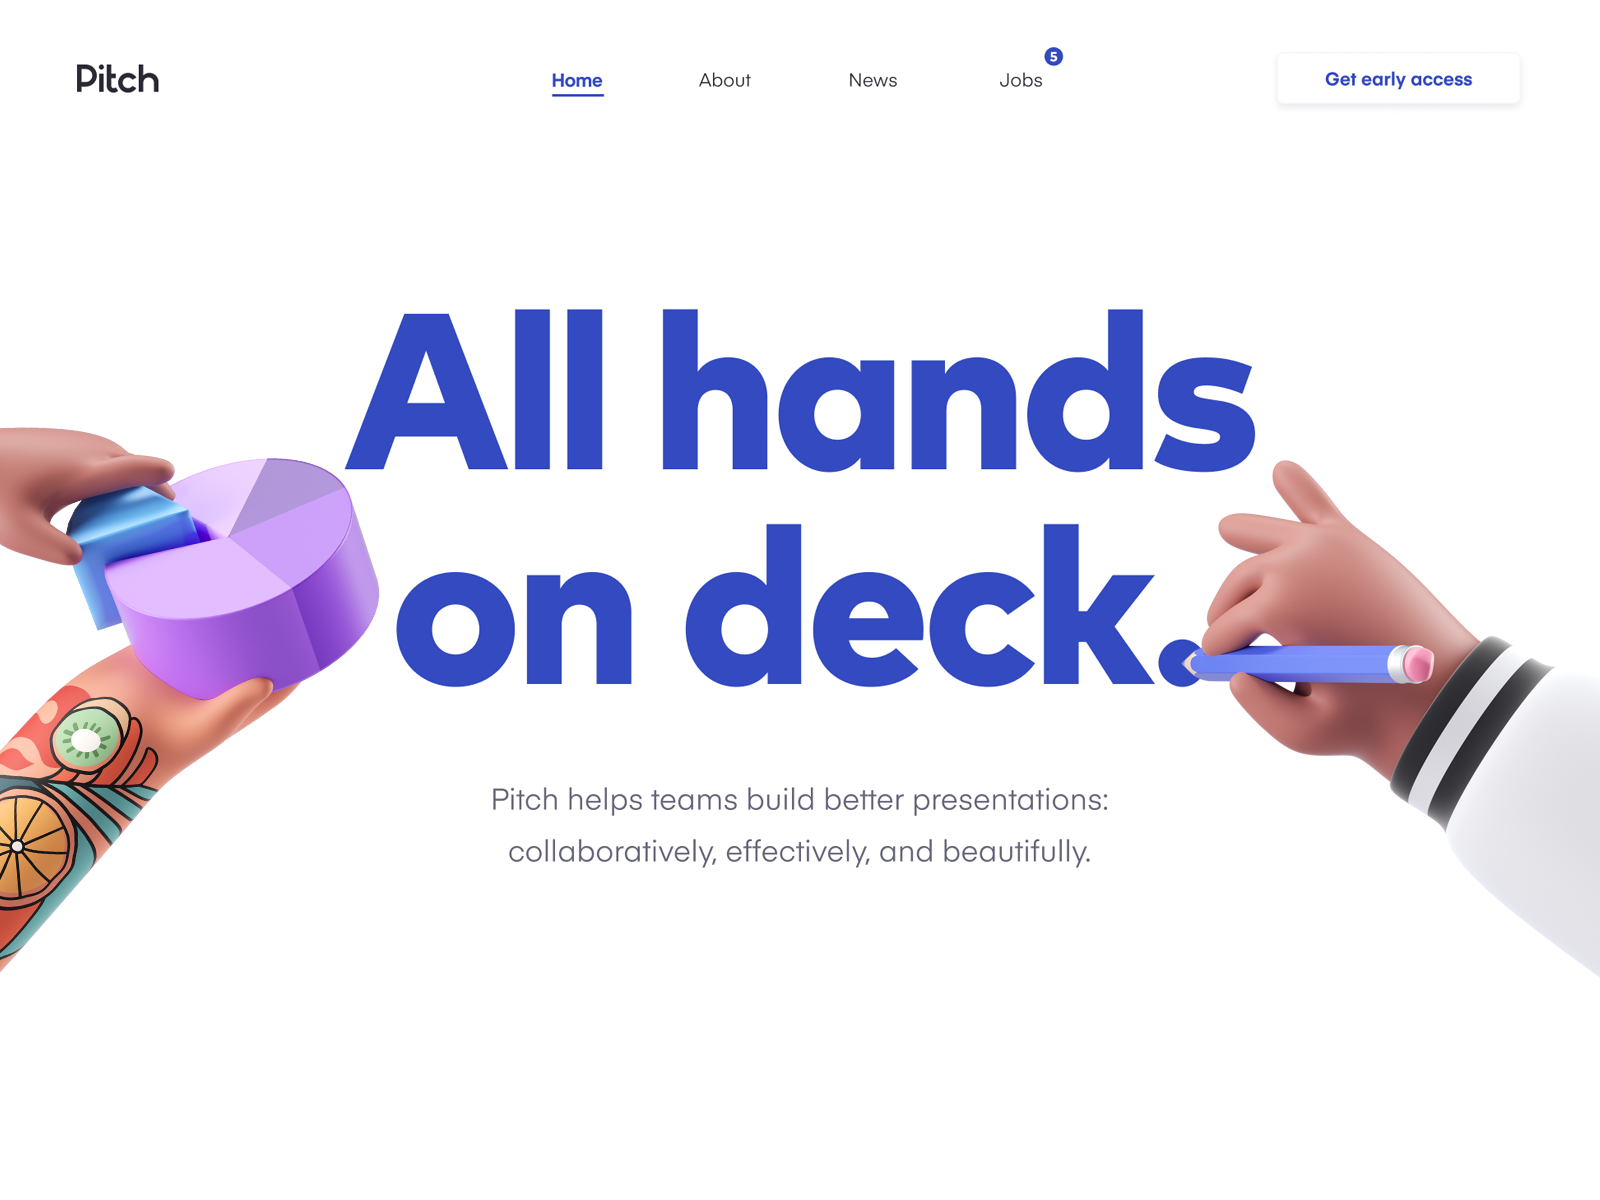 Pitch
Home
About
News
Jobs
5
Get early access
All hands
on deck.
Pitch helps teams build better presentations:
collaboratively, effectively, and beautifully.